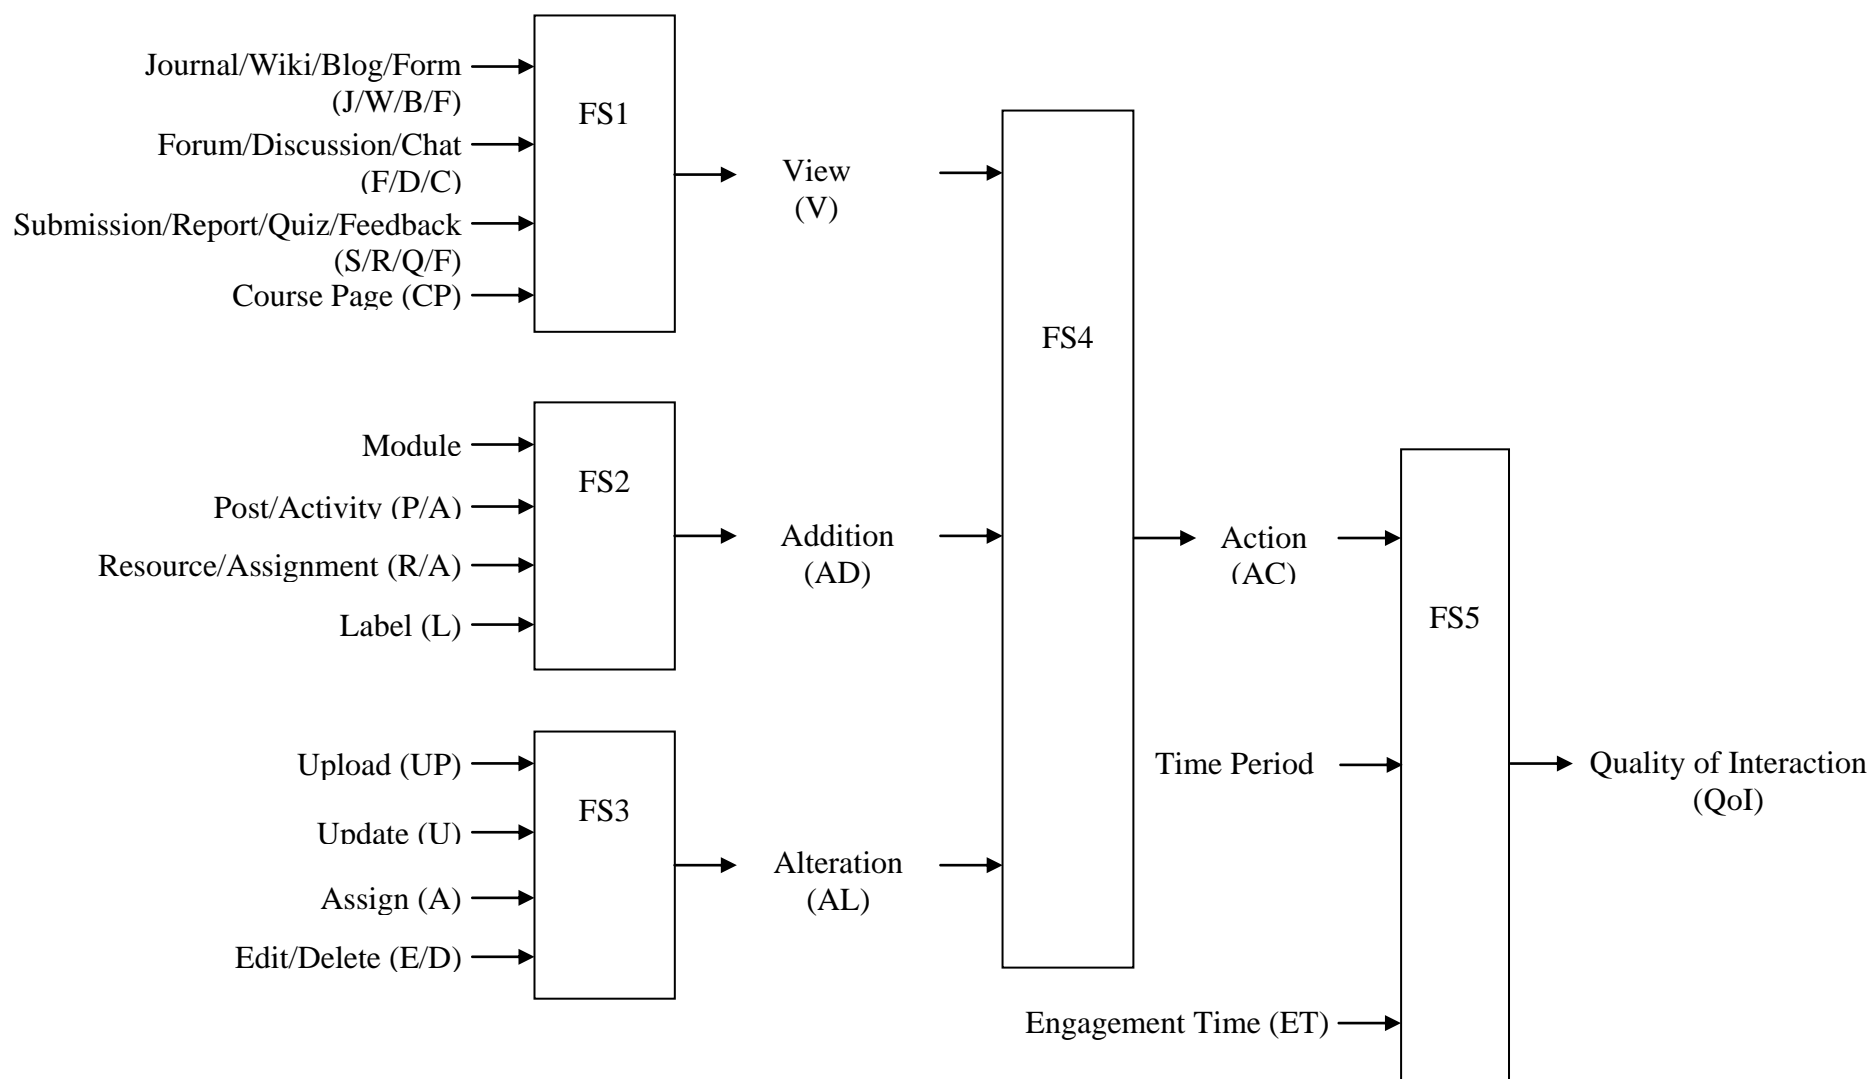 Journal/Wiki/Blog/Form
(J/W/B/F)
Forum/Discussion/Chat
(F/D/C)
Submission/Report/Quiz/Feedback
(S/R/Q/F)
Course Page (CP)
FS1
View
(V)
Module
Post/Activity (P/A)
Resource/Assignment (R/A)
Label (L)
FS2
Addition
(AD)
Upload (UP)
Update (U)
Assign (A)
Edit/Delete (E/D)
FS3
Alteration
(AL)
FS4
Action
(AC)
Time Period
Engagement Time (ET)
FS5
Quality of Interaction
(QoI)